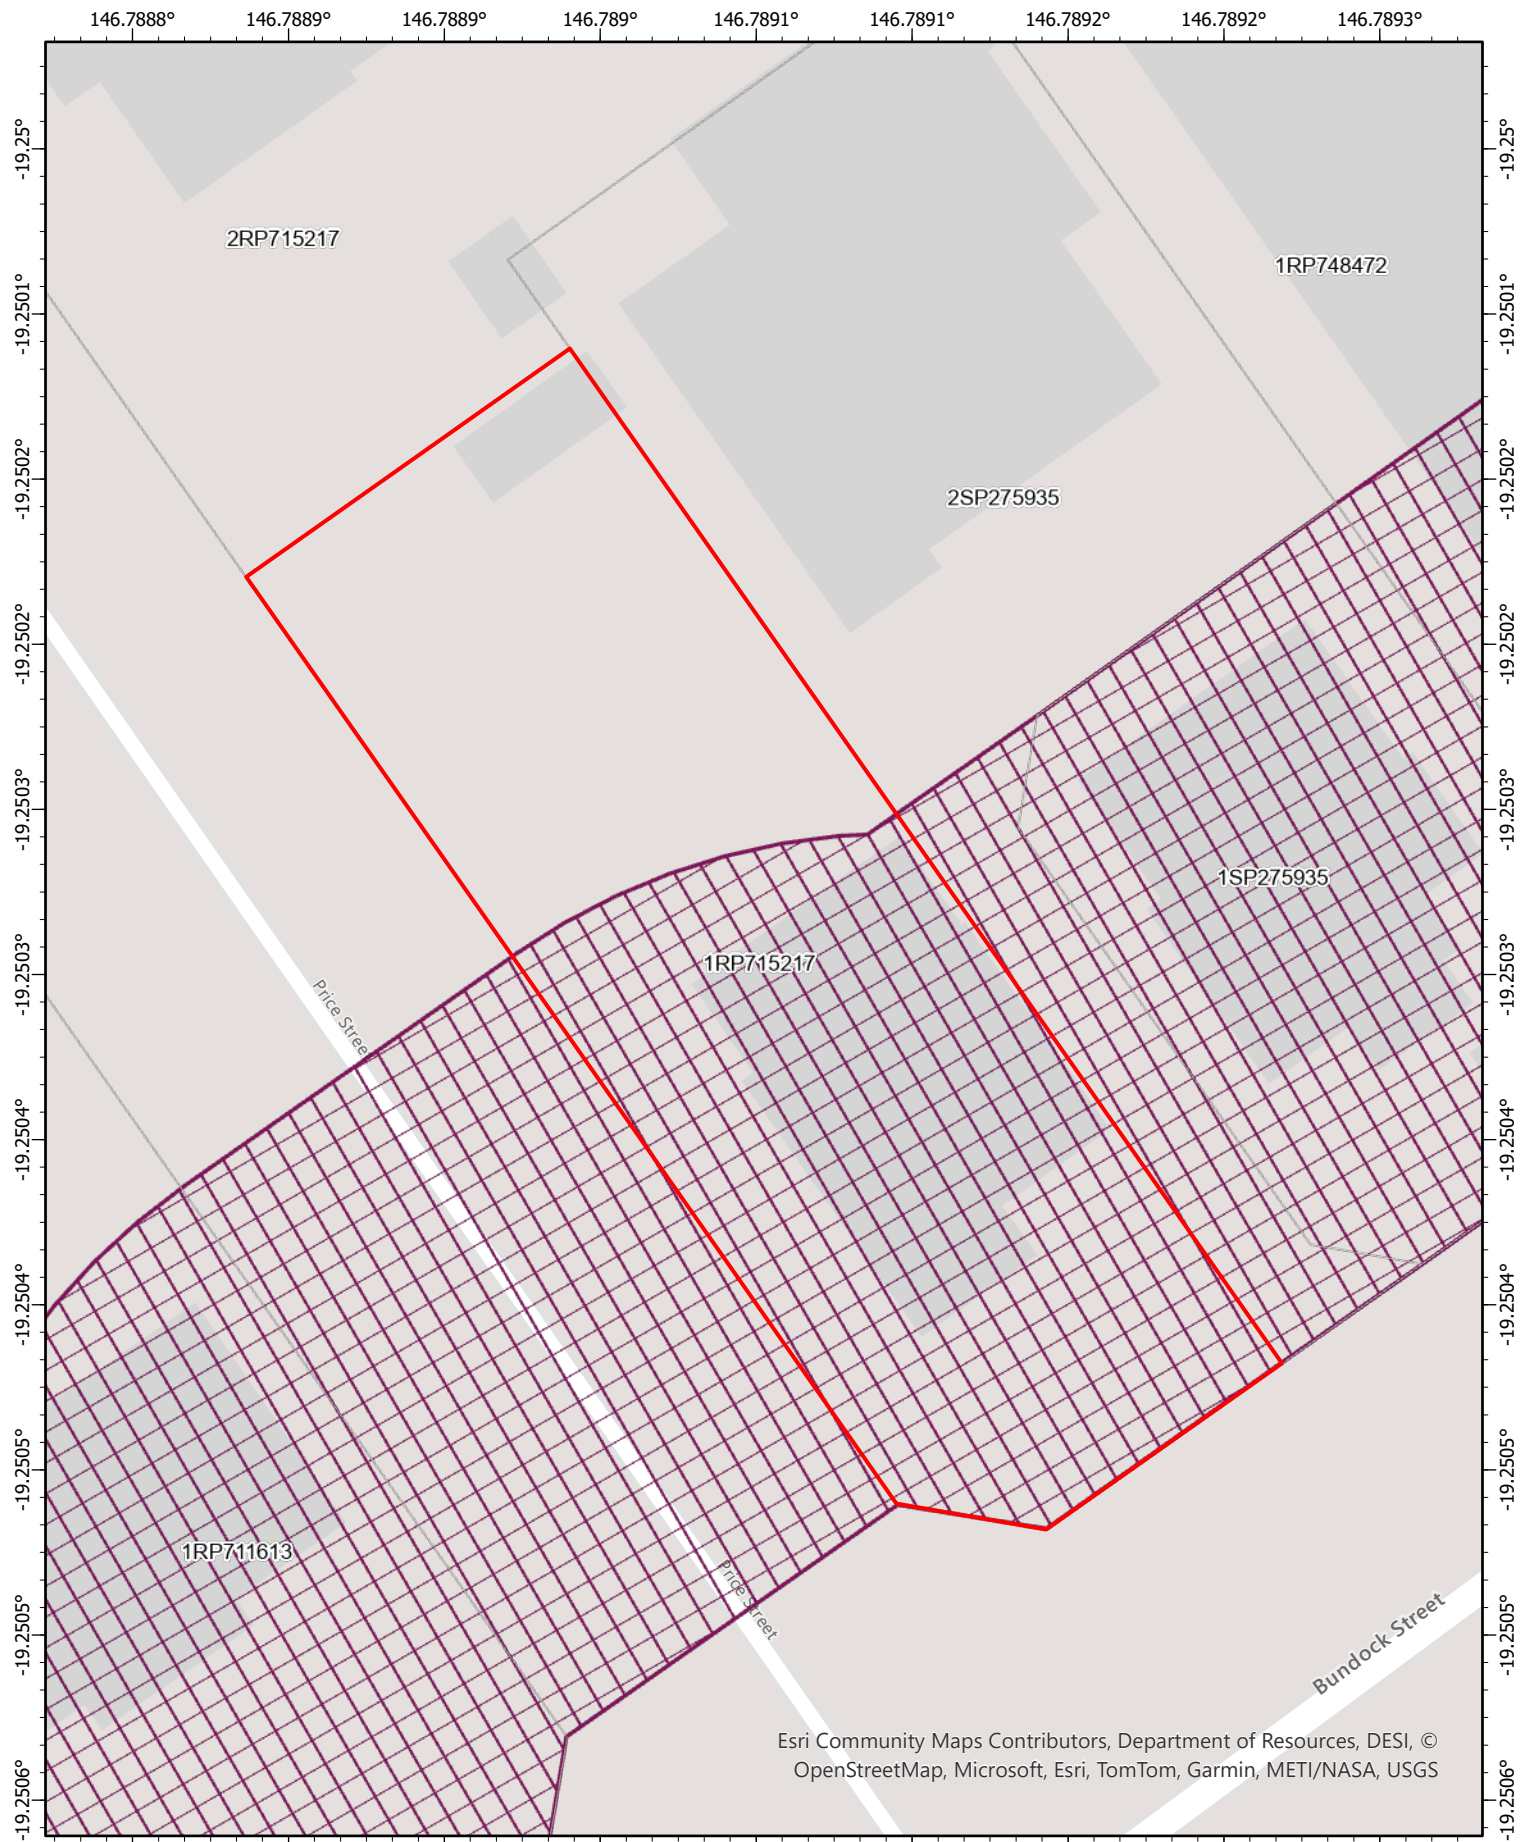 146.7888° 146.7889° 146.7889° 146.789° 146.7891° 146.7891° 146.7892° 146.7892° 146.7893°
-19.25° -19.25°
2RP715217
1RP748472
-19.2501° -19.2501°
-19.2502° -19.2502°
2SP275935
-19.2502° -19.2502°
-19.2503° -19.2503°
1SP275935
1RP715217
-19.2503° -19.2503°
Price Street
-19.2504° -19.2504°
-19.2504° -19.2504°
-19.2505° -19.2505°
1RP711613
Price Street
-19.2505° -19.2505°
Bundock Street
Esri Community Maps Contributors, Department of Resources, DESI, ©
OpenStreetMap, Microsoft, Esri, TomTom, Garmin, METI/NASA, USGS
-19.2506° -19.2506°